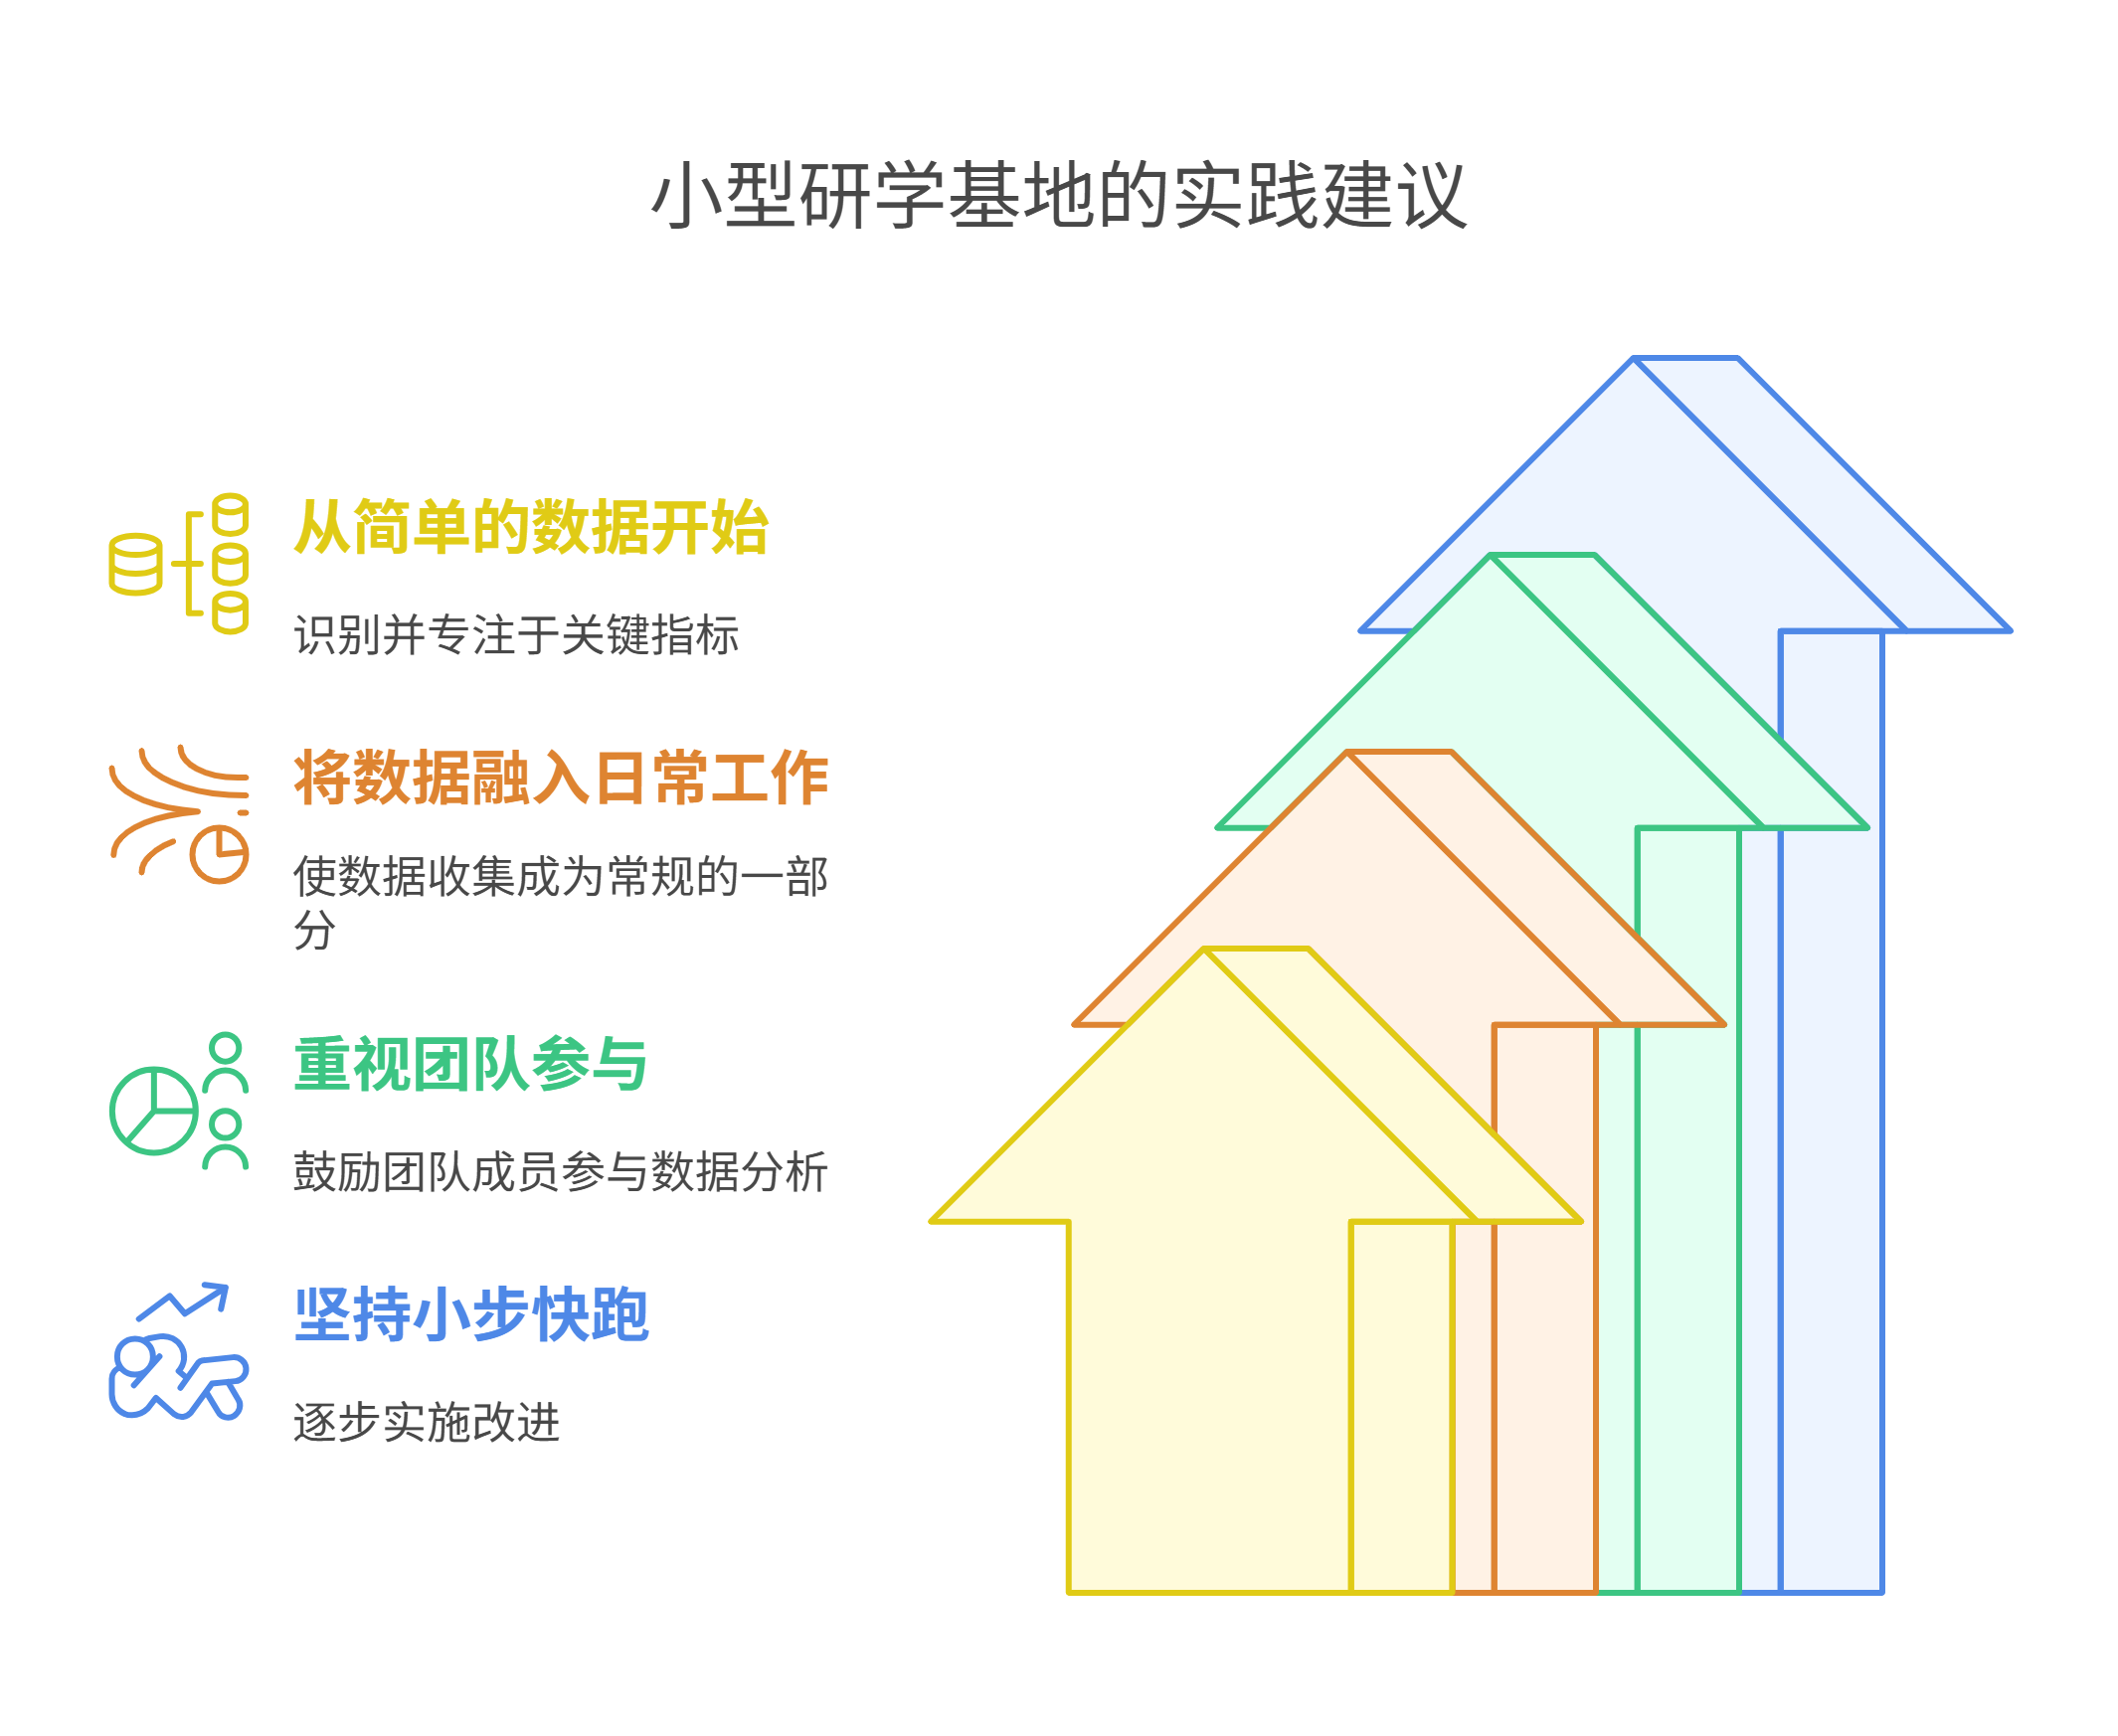 小型研学基地的实践建议
从简单的数据开始
识别并专注于关键指标
将数据融入日常工作
使数据收集成为常规的一部
分
重视团队参与
鼓励团队成员参与数据分析
坚持小步快跑
逐步实施改进